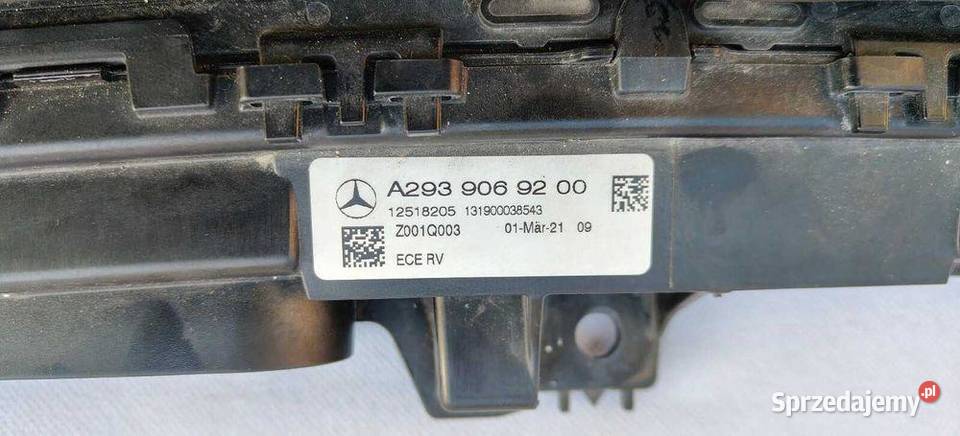 A293 906 92 00
12518205 131900038543
Z001Q003 01-Mär-21 09
ECE RV
Sprzedajemy.pl